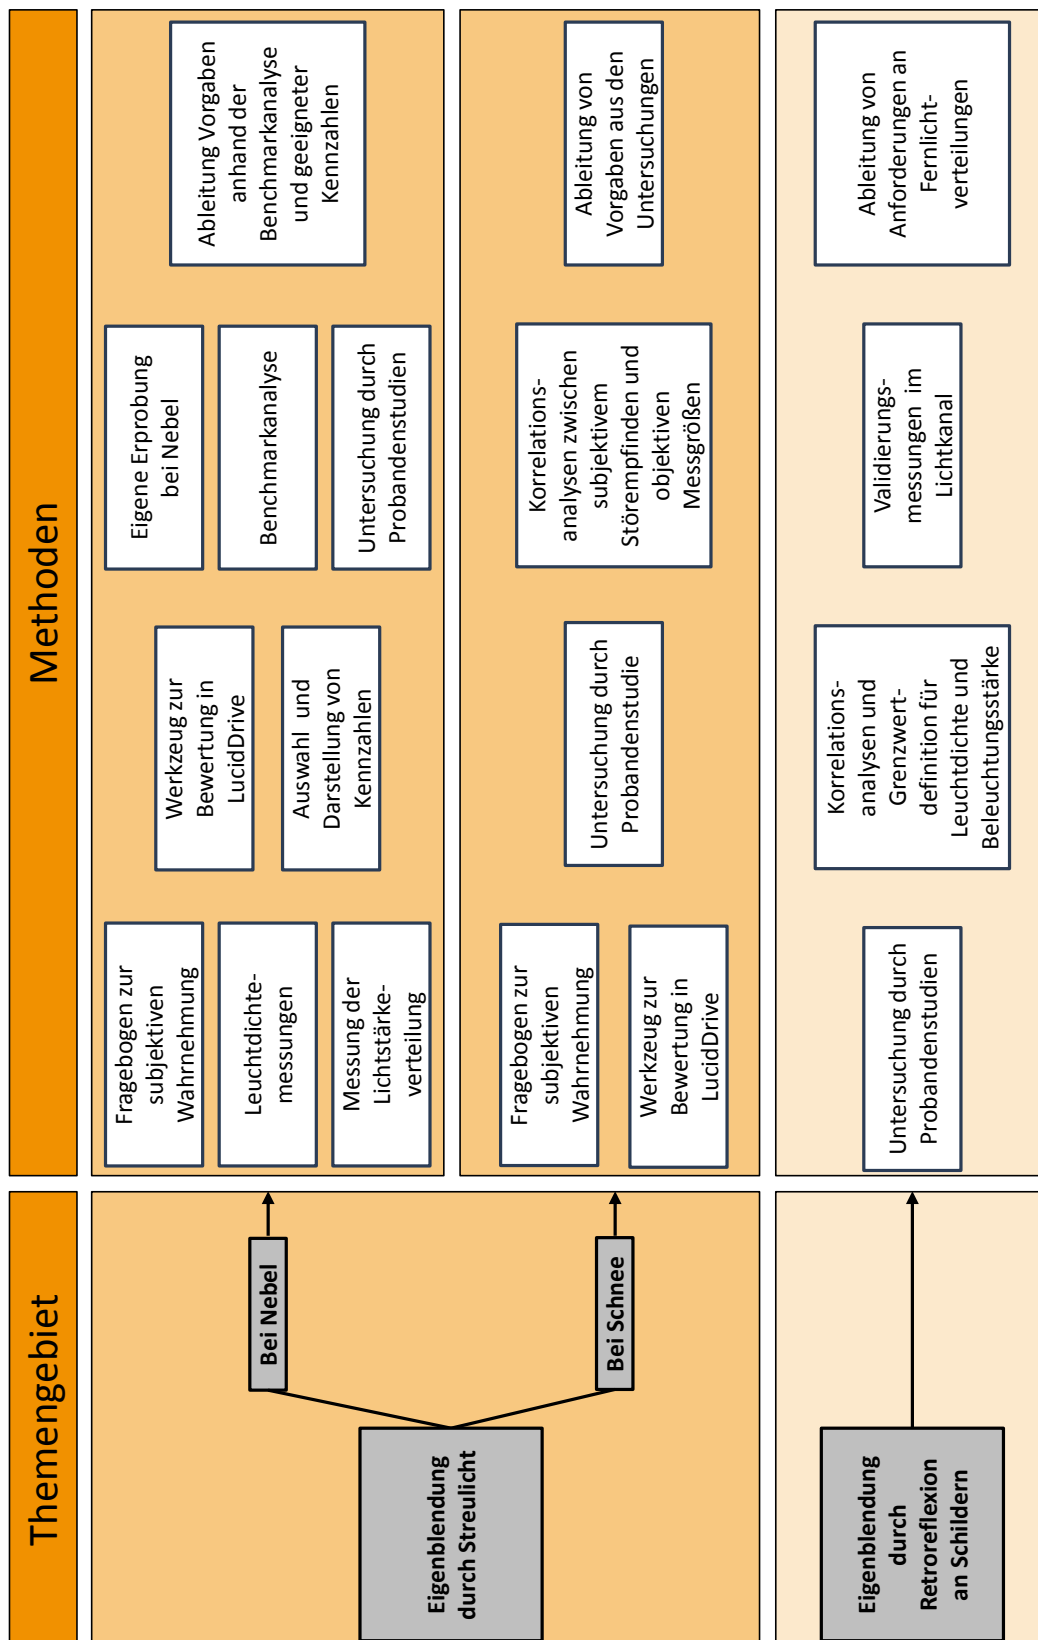 Themengebiet
Methoden
Eigenblendung
durch Streulicht
Bei Nebel
Fragebogen zur
subjektiven
Wahrnehmung
Leuchtdichte-
messungen
Messung der
Lichtstärke-
verteilung
Werkzeug zur
Bewertung in
LucidDrive
Auswahl und
Darstellung von
Kennzahlen
Eigene Erprobung
bei Nebel
Benchmarkanalyse
Untersuchung durch
Probandenstudien
Ableitung Vorgaben
anhand der
Benchmarkanalyse
und geeigneter
Kennzahlen
Bei Schnee
Fragebogen zur
subjektiven
Wahrnehmung
Werkzeug zur
Bewertung in
LucidDrive
Untersuchung durch
Probandenstudie
Korrelations-
analysen zwischen
subjektivem
Störempfinden und
objektiven
Messgrößen
Ableitung von
Vorgaben aus den
Untersuchungen
Eigenblendung
durch
Retroreflexion
an Schildern
Untersuchung durch
Probandenstudien
Korrelations-
analysen und
Grenzwert-
definition für
Leuchtdichte und
Beleuchtungsstärke
Validierungs-
messungen im
Lichtkanal
Ableitung von
Anforderungen an
Fernlicht-
verteilungen